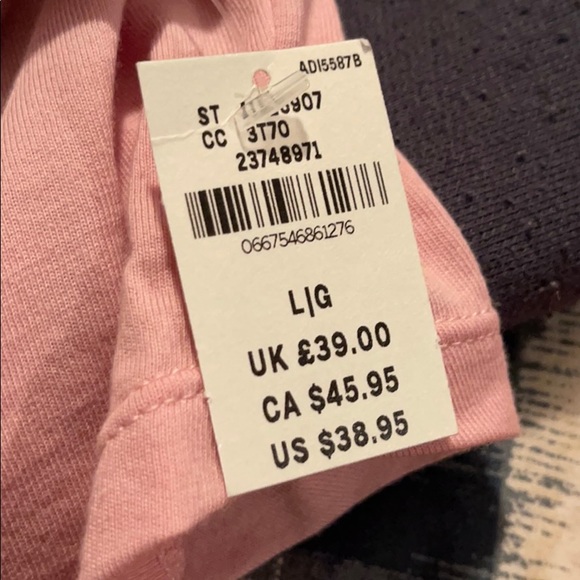 ADI5587B
ST
CC 3T70
23748971
0667546861276
L|G
UK £39.00
CA $45.95
US $38.95